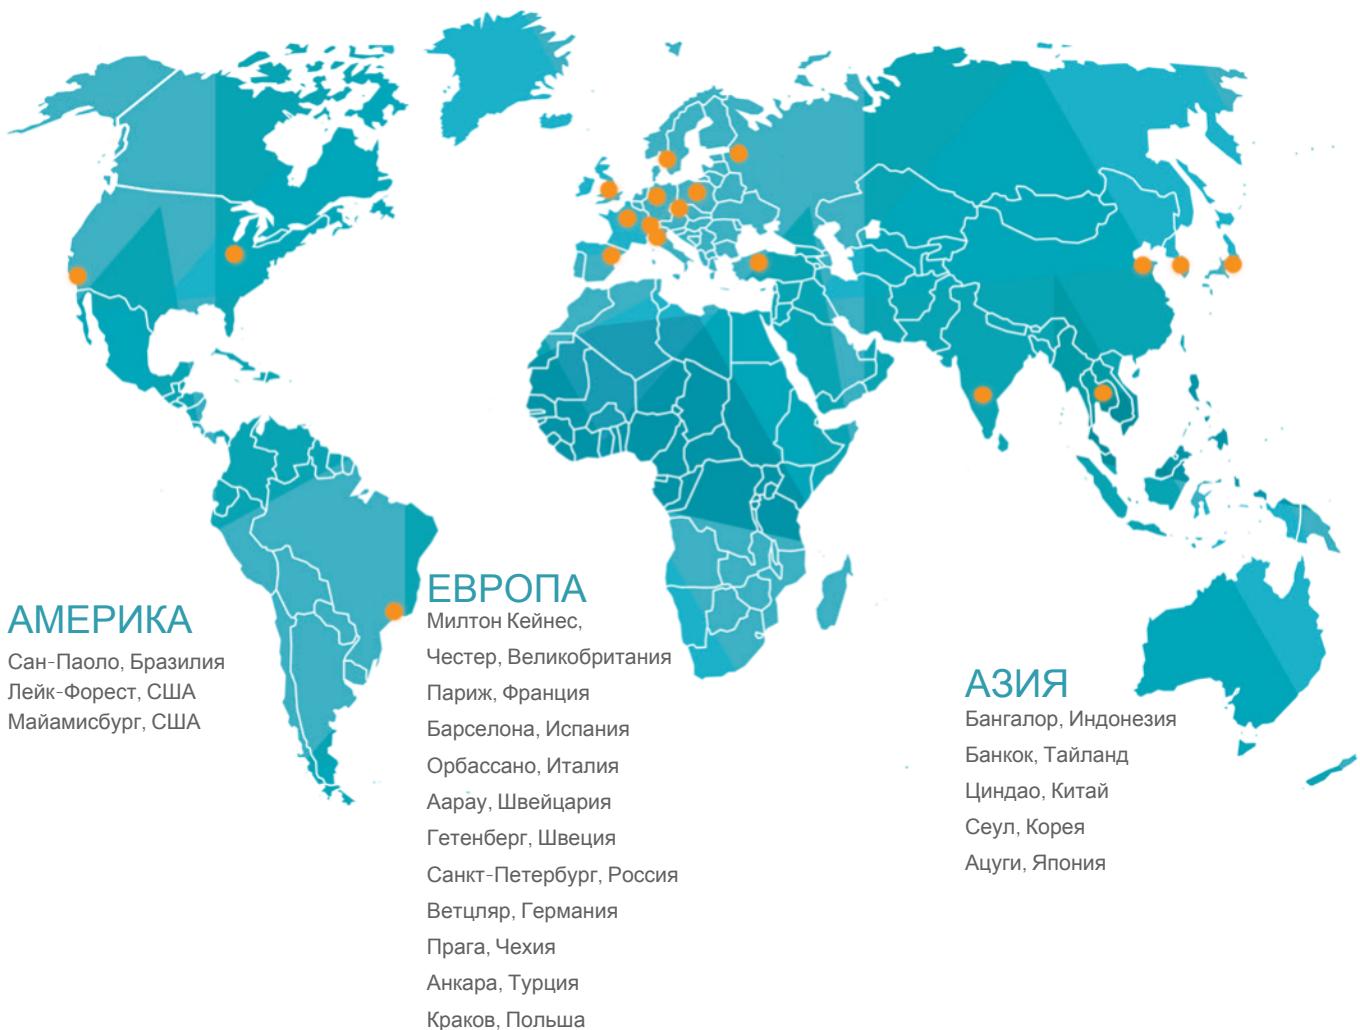 АМЕРИКА
Сан-Паоло, Бразилия
Лейк-Форест, США
Майамисбург, США
ЕВРОПА
Милтон Кейнес,
Честер, Великобритания
Париж, Франция
Барселона, Испания
Орбассано, Италия
Аарау, Швейцария
Гетенберг, Швеция
Санкт-Петербург, Россия
Ветцляр, Германия
Прага, Чехия
Анкара, Турция
Краков, Польша
АЗИЯ
Бангалор, Индонезия
Банкок, Тайланд
Циндао, Китай
Сеул, Корея
Ацуги, Япония